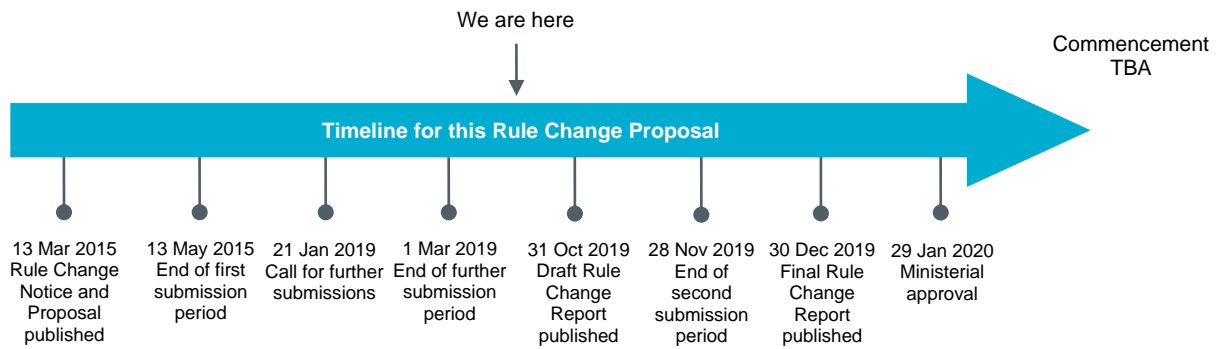 We are here
Commencement
TBA
Timeline for this Rule Change Proposal
13 Mar 2015
Rule Change
Notice and
Proposal
published
13 May 2015
End of first
submission
period
21 Jan 2019
Call for further
submissions
1 Mar 2019
End of further
submission
period
31 Oct 2019
Draft Rule
Change
Report
published
28 Nov 2019
End of
second
submission
period
30 Dec 2019
Final Rule
Change
Report
published
29 Jan 2020
Ministerial
approval